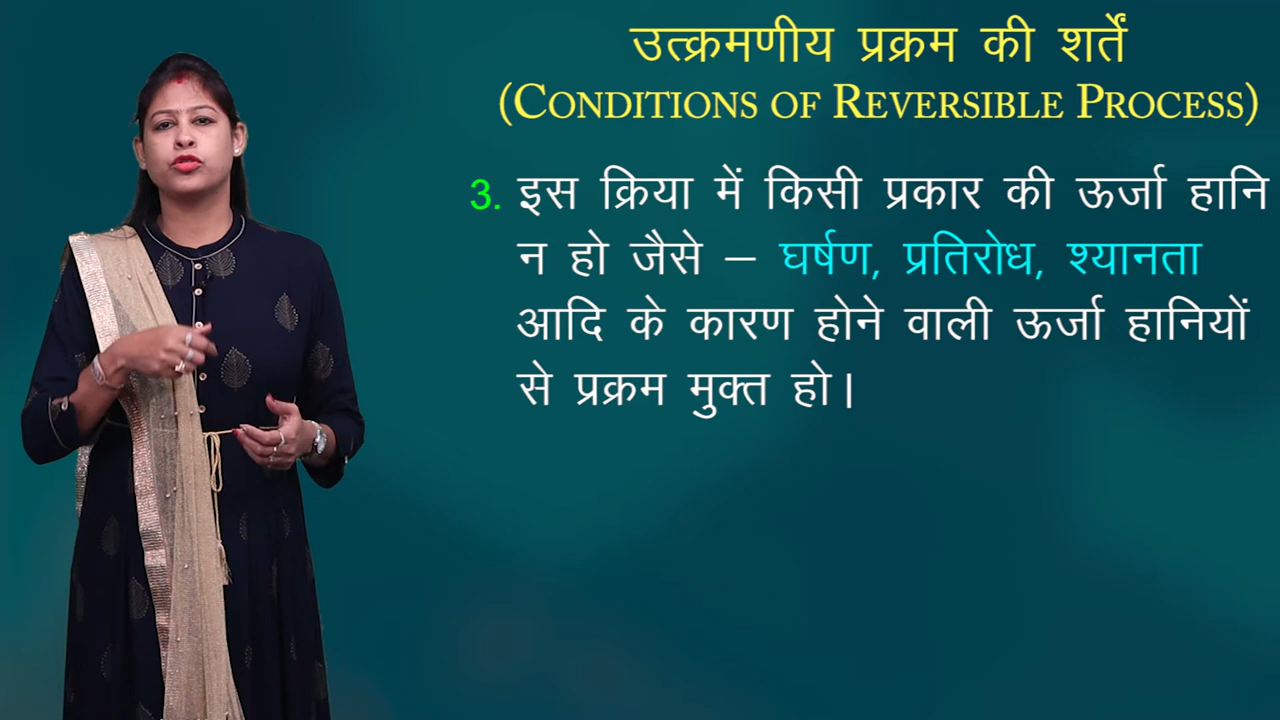 उत्क्रमणीय प्रक्रम की शर्तें
(CONDITIONS OF REVERSIBLE PROCESS)
3. इस क्रिया में किसी प्रकार की ऊर्जा हानि
न हो जैसे – घर्षण, प्रतिरोध, श्यानता
आदि के कारण होने वाली ऊर्जा हानियों
से प्रक्रम मुक्त हो।